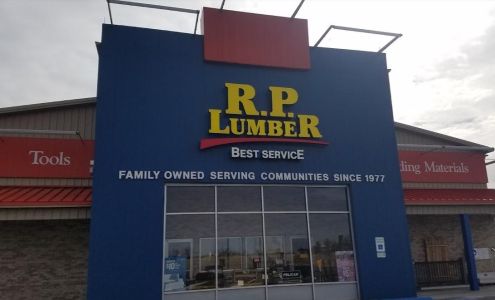 R.P.
LUMBER
BEST SERVICE
FAMILY OWNED SERVING COMMUNITIES SINCE 1977
Tools
ding Materials